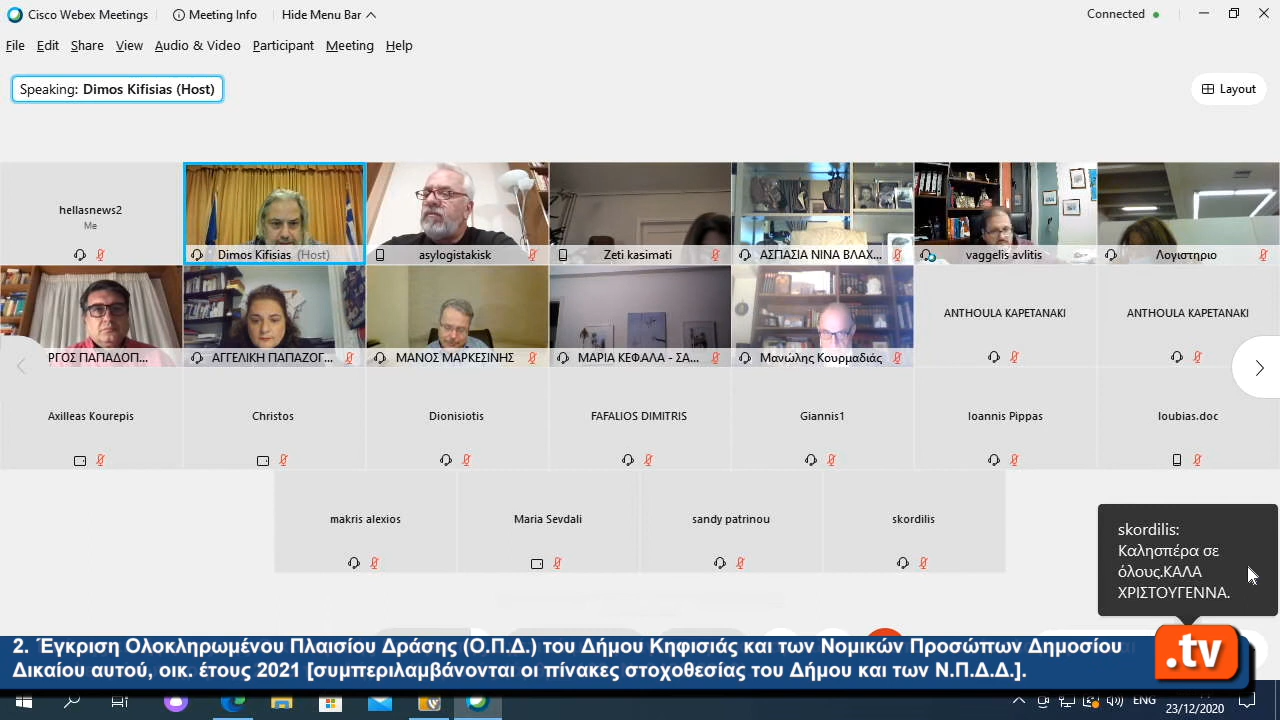 Cisco Webex Meetings
Meeting Info
Hide Menu Bar
Connected
File Edit Share View Audio & Video Participant Meeting Help
Speaking: Dimos Kifisias (Host)
Layout
hellasnews2
Me
Dimos Kifisias (Host)
asylogistakisk
Zeti kasimati
ΑΣΠΑΣΙΑ ΝΙΝΑ ΒΛΑΧ...
vaggelis avlitis
Λογιστηριο
ΡΓΟΣ ΠΑΠΑΔΟΠ...
ΑΓΓΕΛΙΚΗ ΠΑΠΑΖΟΓ...
ΜΑΝΟΣ ΜΑΡΚΕΣΙΝΗΣ
ΜΑΡΙΑ ΚΕΦΑΛΑ - ΣΑ...
Μανώλης Κουρμαδιάς
ANTHOULA KAPETANAKI
ANTHOULA KAPETANAKI
Axilleas Kourepis
Christos
Dionisiotis
FAFALIOS DIMITRIS
Giannis1
Ioannis Pippas
loubias.doc
makris alexios
Maria Sevdali
sandy patrinou
skordilis
skordilis:
Καλησπέρα σε
όλους.ΚΑΛΑ
ΧΡΙΣΤΟΥΓΕΝΝΑ.
2. Έγκριση Ολοκληρωμένου Πλαισίου Δράσης (Ο.Π.Δ.) του Δήμου Κηφισιάς και των Νομικών Προσώπων Δημοσίου
Δικαίου αυτού, οικ. έτους 2021 [συμπεριλαμβάνονται οι πίνακες στοχοθεσίας του Δήμου και των Ν.Π.Δ.Δ.].
.tv
ENG
23/12/2020